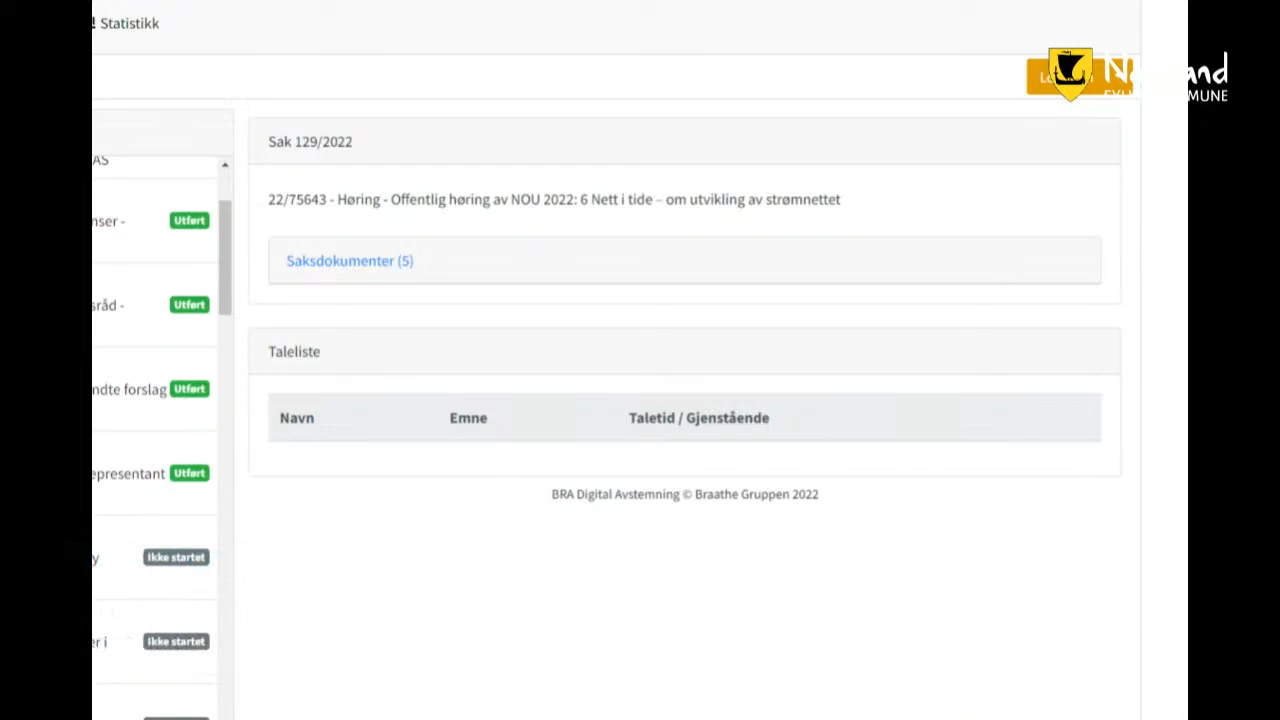 Statistikk
Sak 129/2022
22/75643 - Høring - Offentlig høring av NOU 2022: 6 Nett i tide – om utvikling av strømnettet
Saksdokumenter (5)
Taleliste
Navn Emne Taletid / Gjenstående
BRA Digital Avstemning © Braathe Gruppen 2022
AS
nser - Utført
sråd - Utført
ndte forslag Utført
epresentant Utført
y Ikke startet
er i Ikke startet